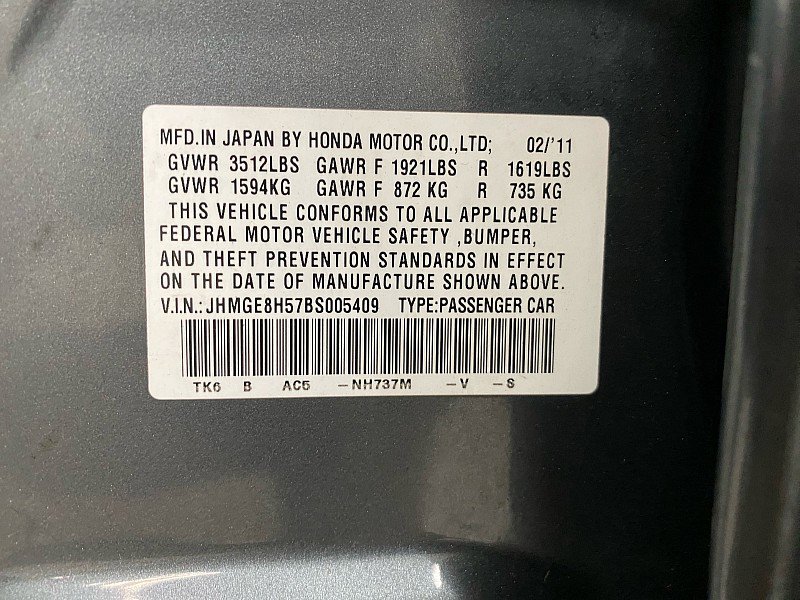 MFD.IN JAPAN BY HONDA MOTOR CO.,LTD; 02/'11
GVWR 3512LBS GAWR F 1921LBS R 1619LBS
GVWR 1594KG GAWR F 872 KG R 735 KG
THIS VEHICLE CONFORMS TO ALL APPLICABLE
FEDERAL MOTOR VEHICLE SAFETY ,BUMPER,
AND THEFT PREVENTION STANDARDS IN EFFECT
ON THE DATE OF MANUFACTURE SHOWN ABOVE.
V.I.N.: JHMGE8H57BS005409 TYPE:PASSENGER CAR
TK6 B AC5 -NH737M -V -S